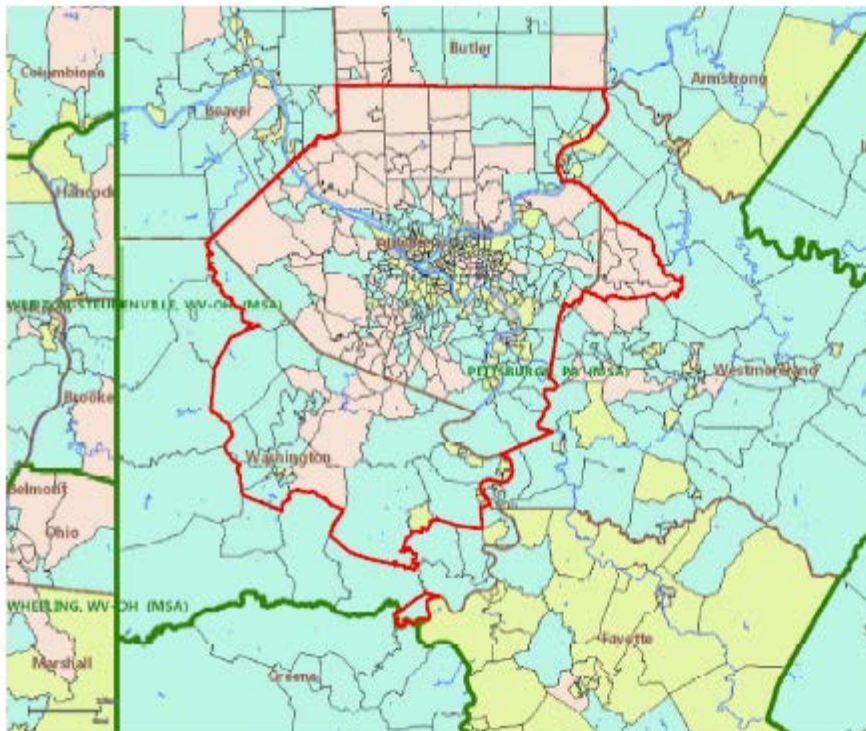 Butler
Columbiana
Armstrong
Beaver
Hancock
WEIRTON-STEUBENVILLE, WV-OH (MSA)
PITTSBURGH, PA (MSA)
Westmoreland
Brooke
Washington
Belmont
Ohio
WHEELING, WV-OH (MSA)
Fayette
Marshall
Greene